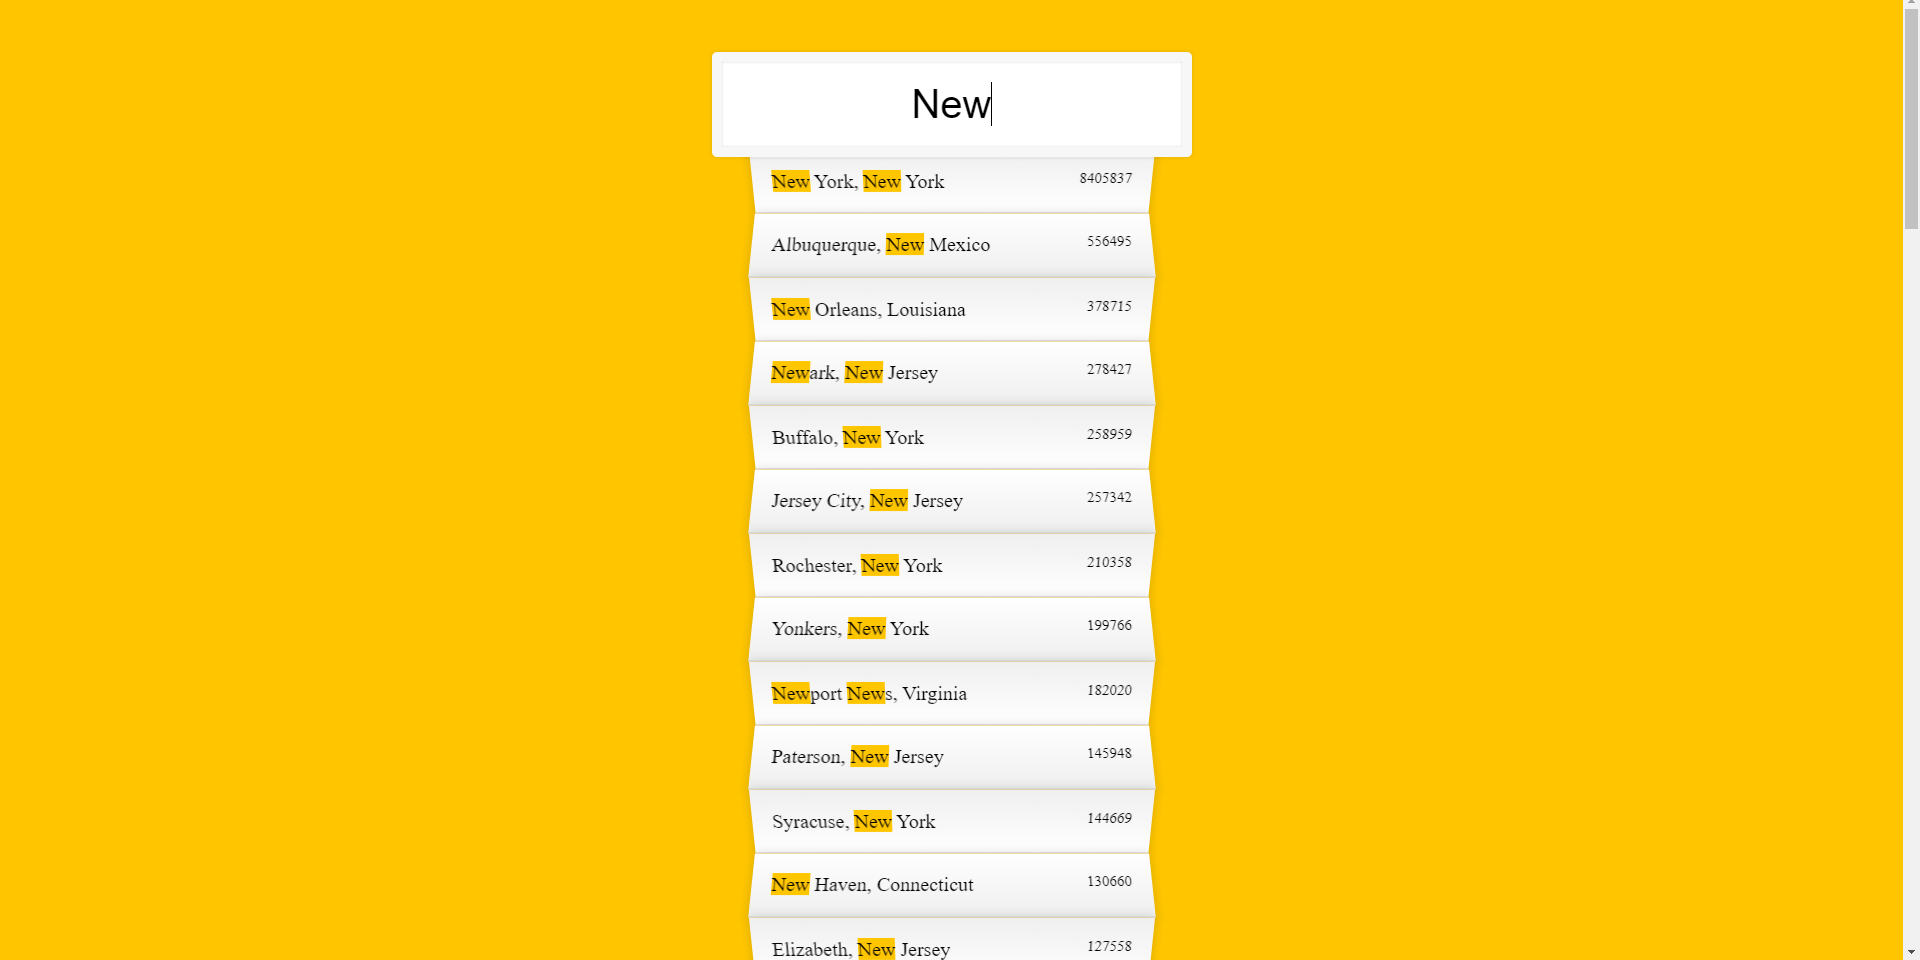 New
New York, New York 8405837
Albuquerque, New Mexico 556495
New Orleans, Louisiana 378715
Newark, New Jersey 278427
Buffalo, New York 258959
Jersey City, New Jersey 257342
Rochester, New York 210358
Yonkers, New York 199766
Newport News, Virginia 182020
Paterson, New Jersey 145948
Syracuse, New York 144669
New Haven, Connecticut 130660
Elizabeth, New Jersey 127558